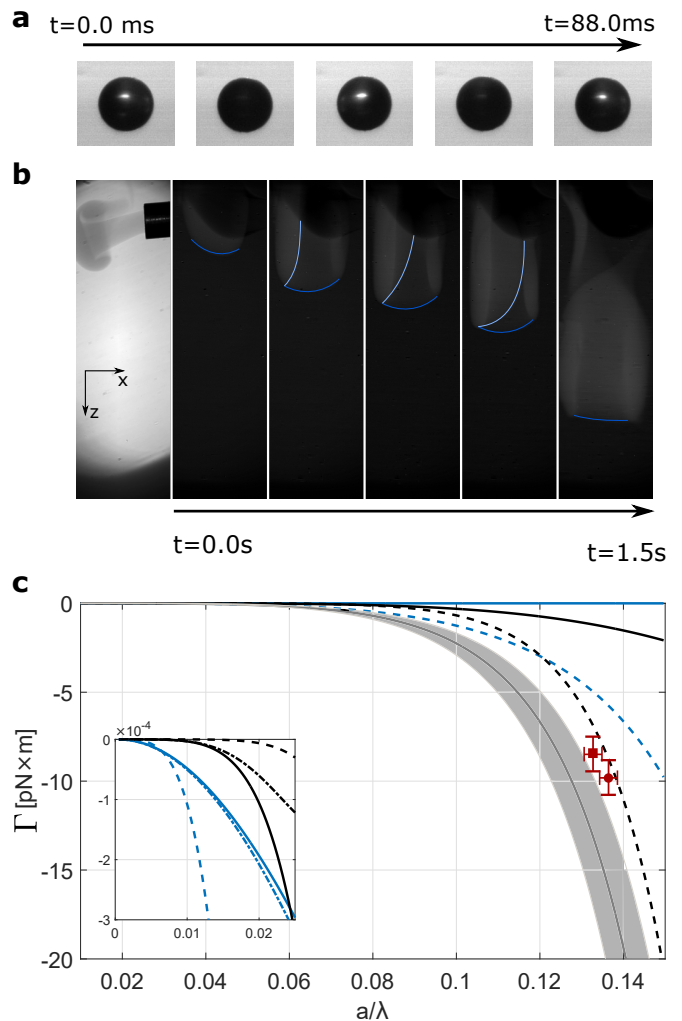 a
t=0.0 ms
t=88.0ms
b
x
z
t=0.0s
t=1.5s
c
0
-5
-10
-15
-20
Γ [pN×m]
×10⁻⁴
0
-1
-2
-3
0
0.01
0.02
0.02
0.04
0.06
0.08
0.1
0.12
0.14
a/λ